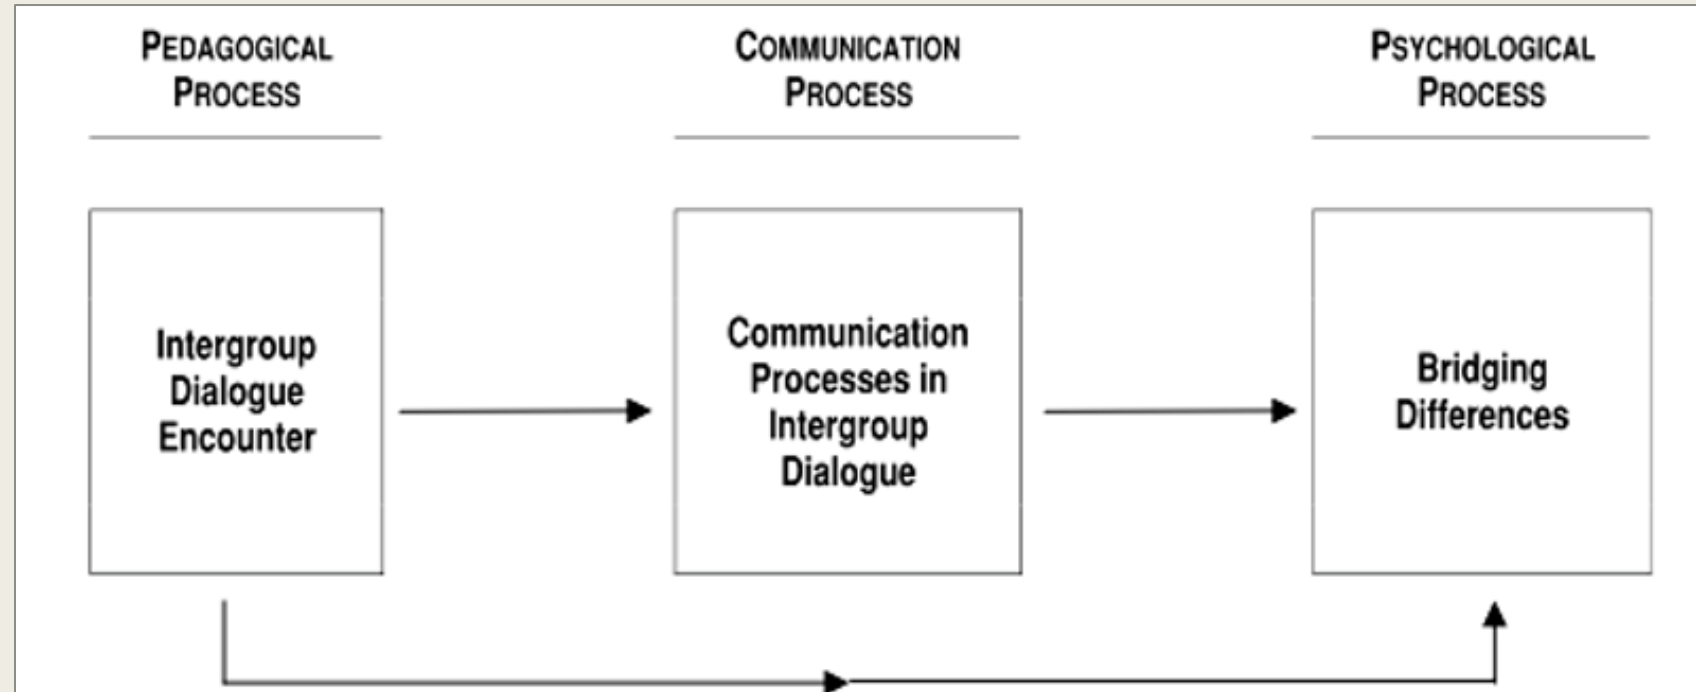 PEDAGOGICAL
PROCESS
COMMUNICATION
PROCESS
PSYCHOLOGICAL
PROCESS
Intergroup
Dialogue
Encounter
Communication
Processes in
Intergroup
Dialogue
Bridging
Differences